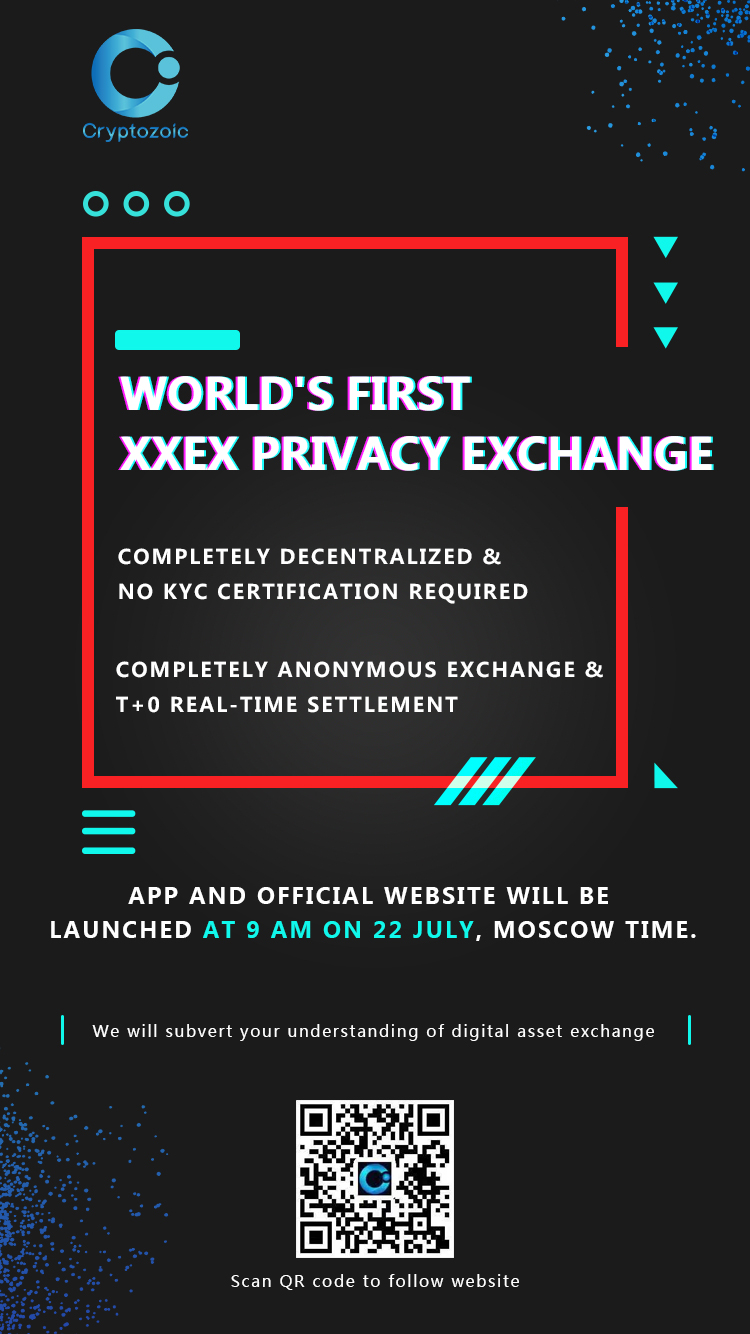 Cryptozoic
WORLD'S FIRST
XXEX PRIVACY EXCHANGE
COMPLETELY DECENTRALIZED &
NO KYC CERTIFICATION REQUIRED
COMPLETELY ANONYMOUS EXCHANGE &
T+0 REAL-TIME SETTLEMENT
APP AND OFFICIAL WEBSITE WILL BE
LAUNCHED AT 9 AM ON 22 JULY, MOSCOW TIME.
We will subvert your understanding of digital asset exchange
Scan QR code to follow website